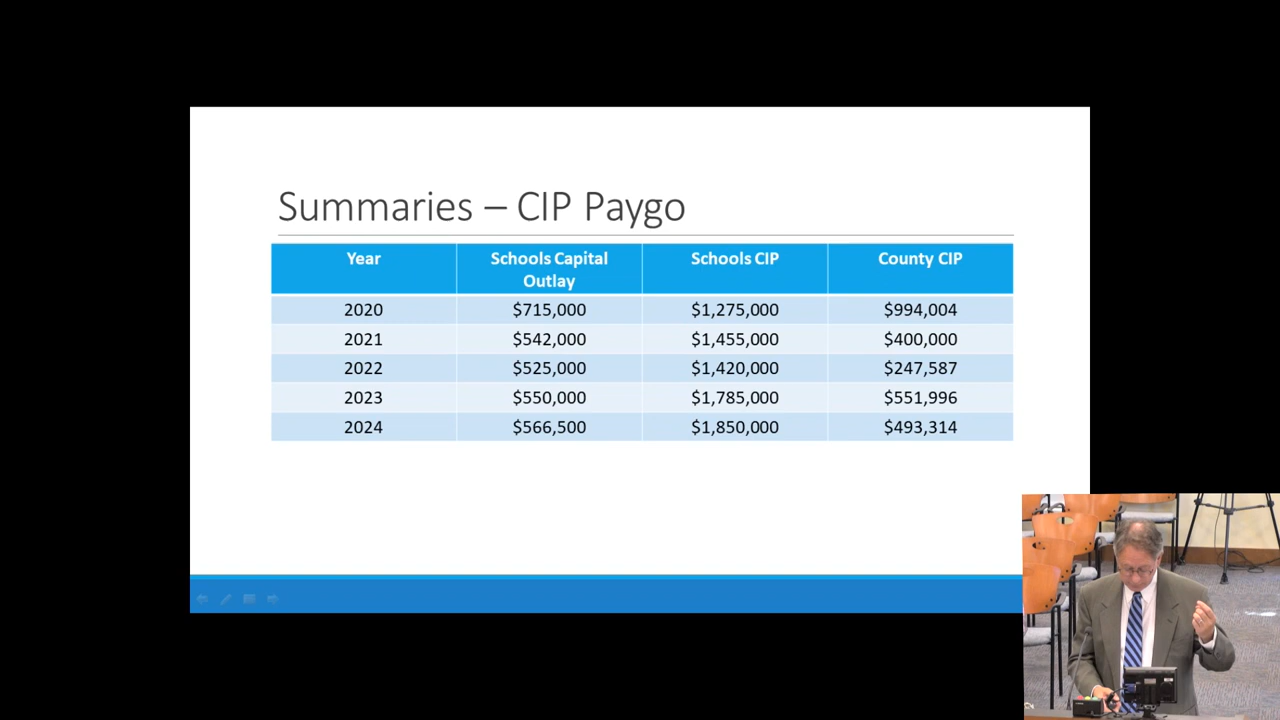 Summaries – CIP Paygo
Year Schools Capital Outlay Schools CIP County CIP
2020 $715,000 $1,275,000 $994,004
2021 $542,000 $1,455,000 $400,000
2022 $525,000 $1,420,000 $247,587
2023 $550,000 $1,785,000 $551,996
2024 $566,500 $1,850,000 $493,314